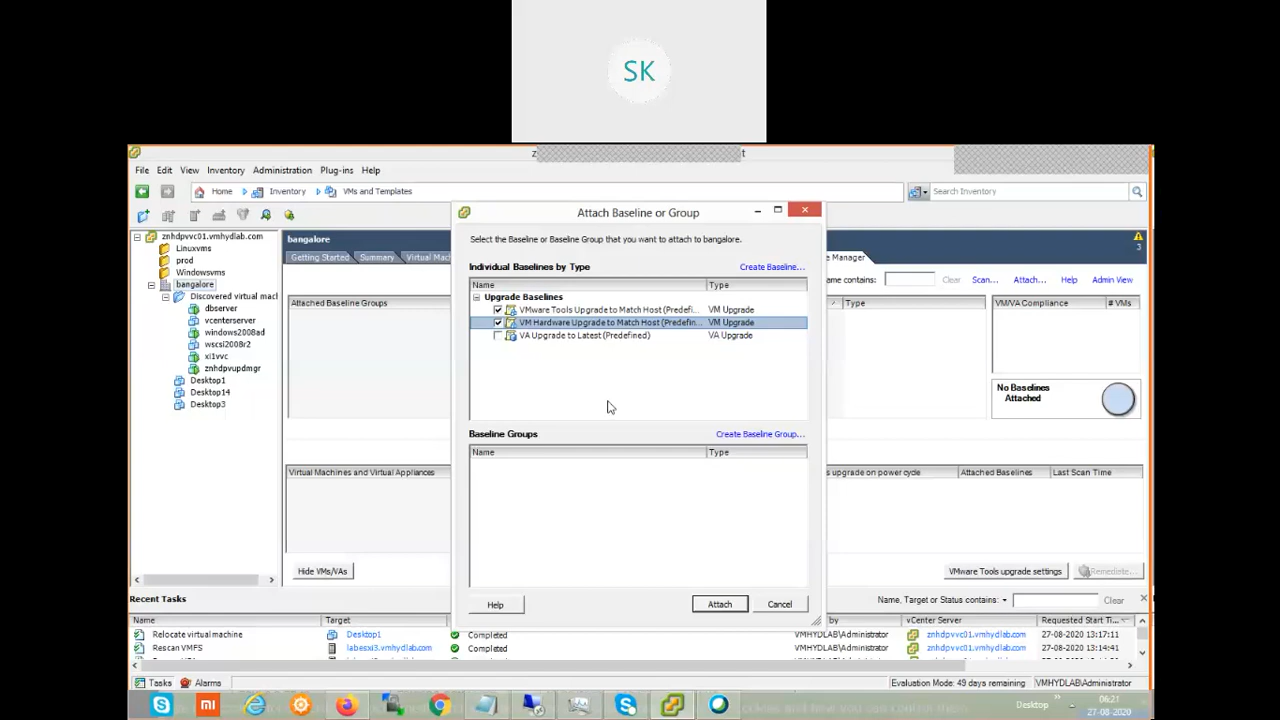 SK
z t
File Edit View Inventory Administration Plug-ins Help
Home Inventory VMs and Templates Search Inventory
Attach Baseline or Group
znhdpvvc01.vmhydlab.com
Linuxvms
prod
Windowsvms
bangalore
Discovered virtual macl
dbserver
vcenterserver
windows2008ad
wscsi2008r2
xi1vvc
znhdpvupdmgr
Desktop1
Desktop14
Desktop3
bangalore
3
Getting Started Summary Virtual Mac
e Manager
ame contains: Clear Scan... Attach... Help Admin View
Attached Baseline Groups
Type
VM/VA Compliance # VMs
No Baselines
Attached
Select the Baseline or Baseline Group that you want to attach to bangalore.
Individual Baselines by Type Create Baseline...
Name Type
Upgrade Baselines
VMware Tools Upgrade to Match Host (Predefi... VM Upgrade
VM Hardware Upgrade to Match Host (Predefin... VM Upgrade
VA Upgrade to Latest (Predefined) VA Upgrade
Baseline Groups Create Baseline Group...
Name Type
Virtual Machines and Virtual Appliances
s upgrade on power cycle Attached Baselines Last Scan Time
Hide VMs/VAs
VMware Tools upgrade settings Remediate...
Help Attach Cancel
Recent Tasks Name, Target or Status contains: Clear
Name Target by vCenter Server Requested Start Ti...
Relocate virtual machine Desktop1 Completed VMHYDLAB\Administrator znhdpvvc01.vmhydlab.com 27-08-2020 13:17:11
Rescan VMFS labesxi3.vmhydlab.com Completed VMHYDLAB\Administrator znhdpvvc01.vmhydlab.com 27-08-2020 13:14:41
Tasks Alarms Evaluation Mode: 49 days remaining VMHYDLAB\Administrator
Desktop
06:21
27-08-2020